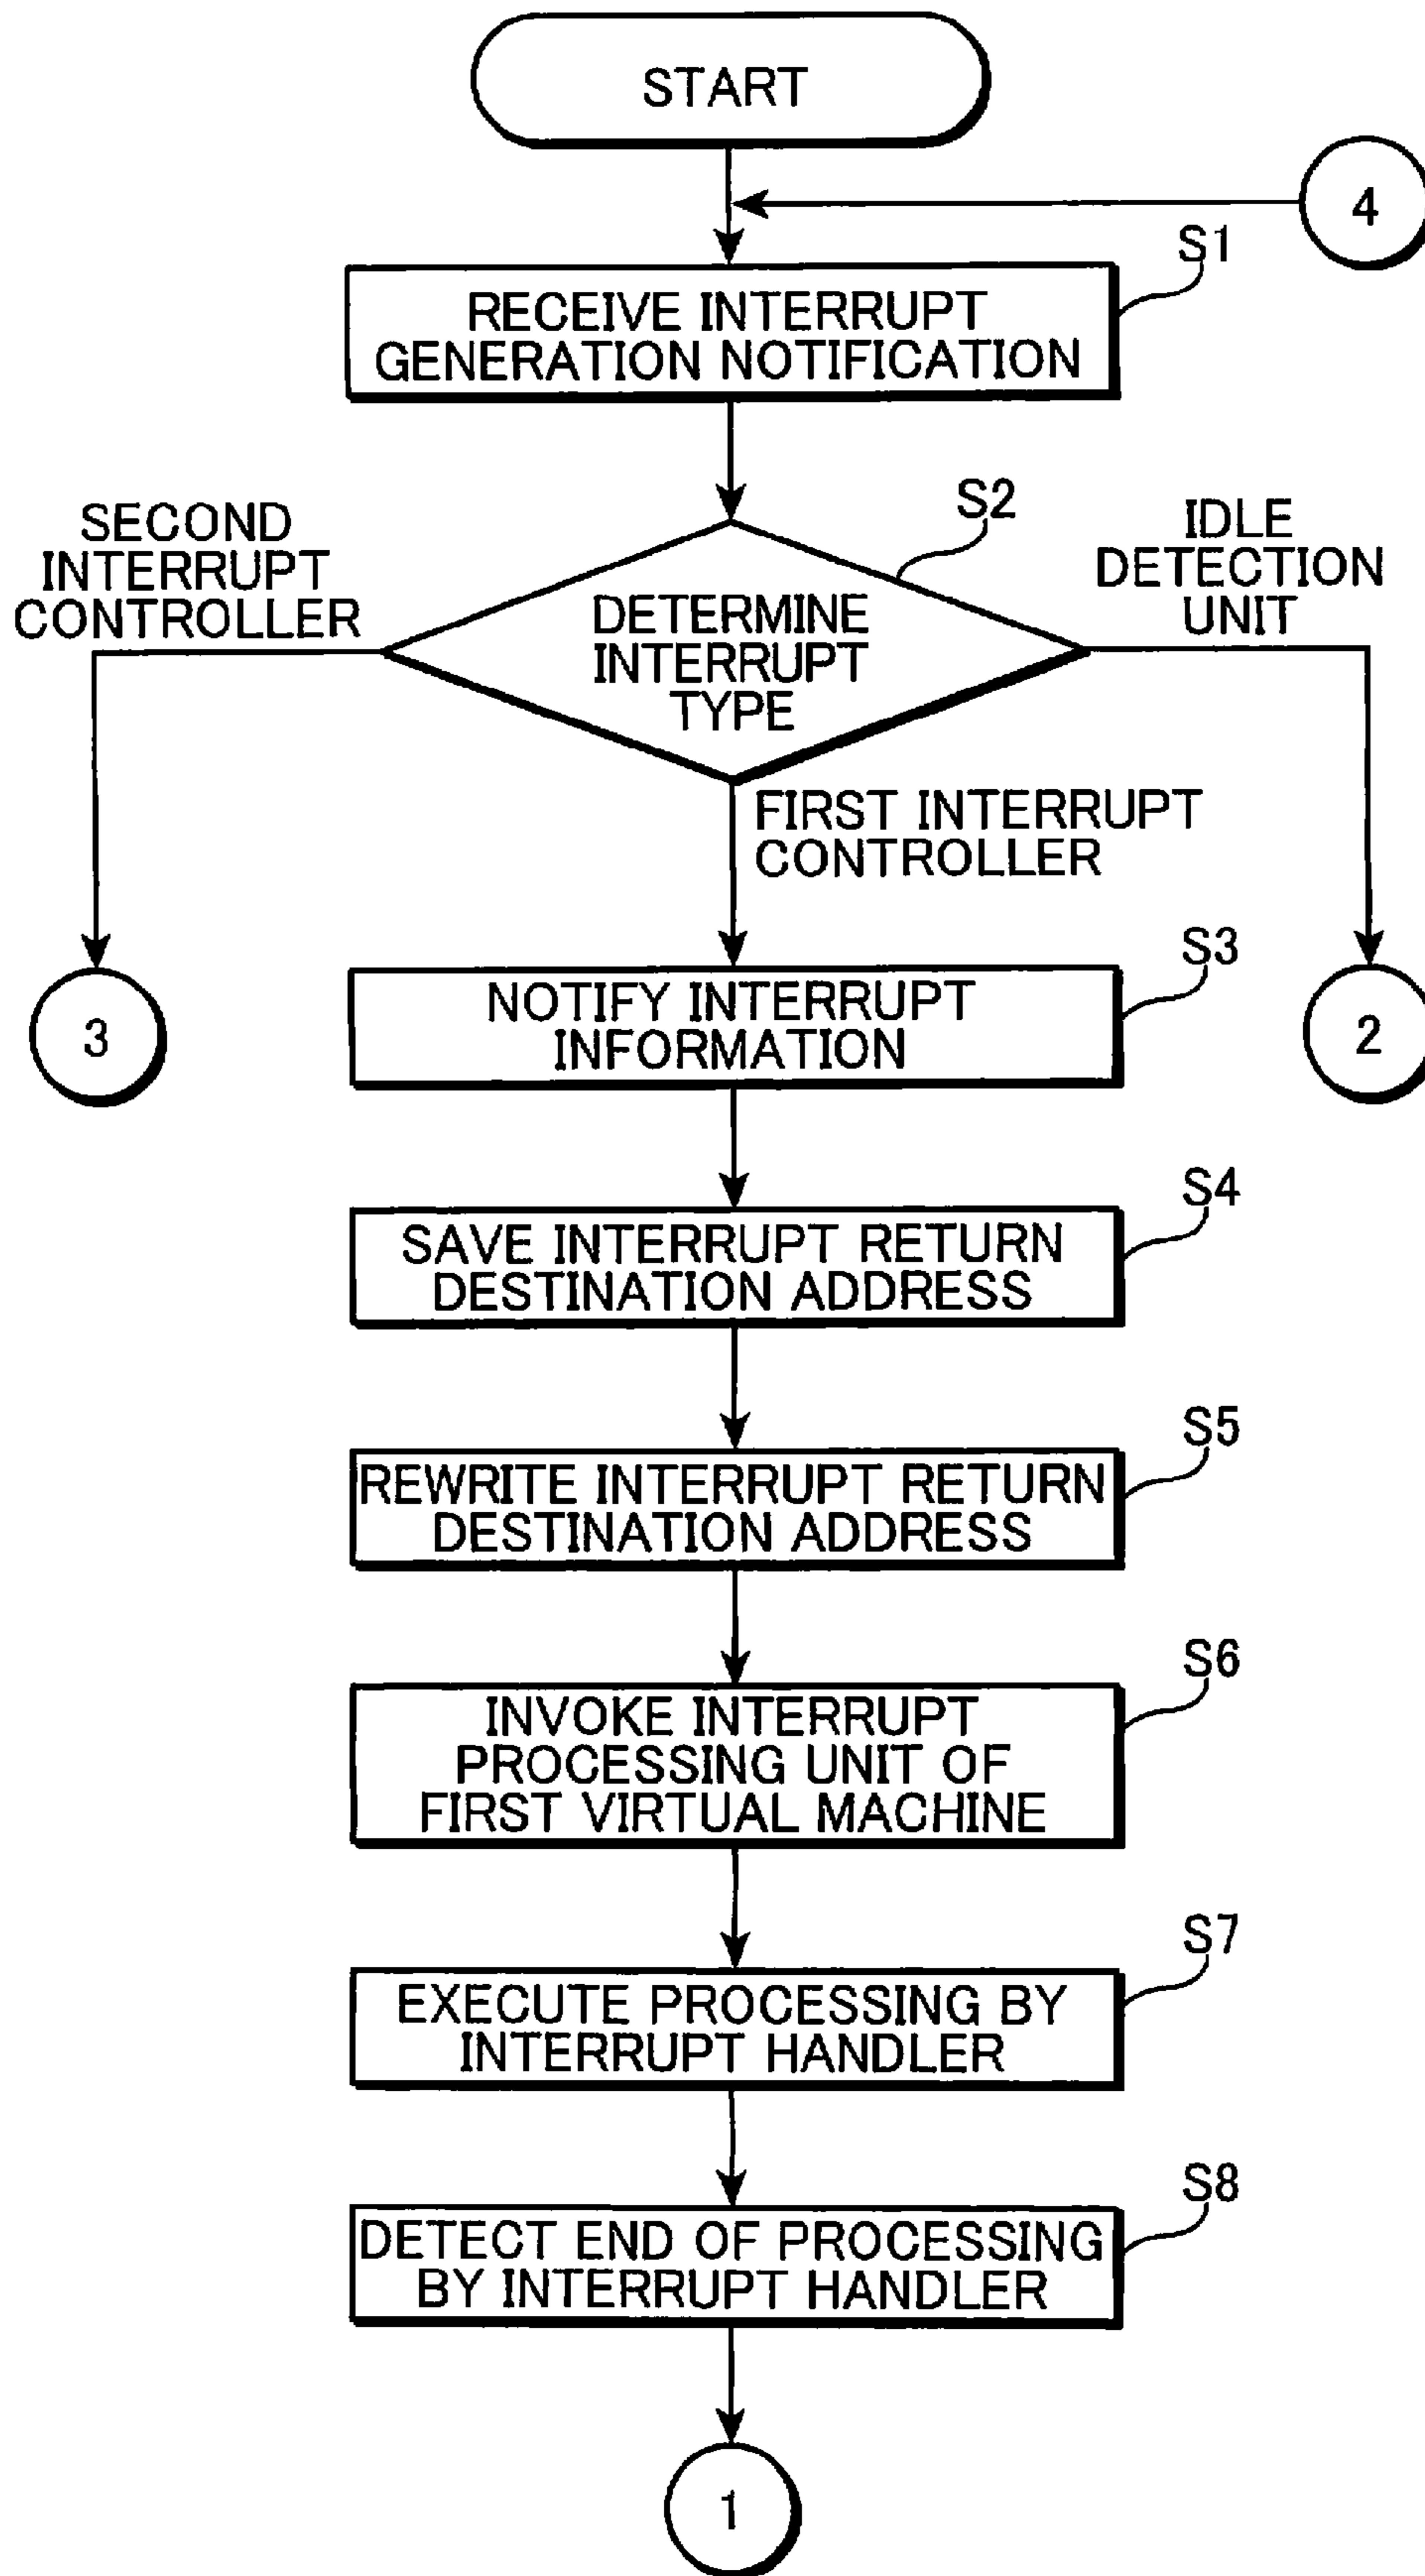 START
4
S1
RECEIVE INTERRUPT
GENERATION NOTIFICATION
S2
SECOND
INTERRUPT
CONTROLLER
IDLE
DETECTION
UNIT
DETERMINE
INTERRUPT
TYPE
FIRST INTERRUPT
CONTROLLER
S3
NOTIFY INTERRUPT
INFORMATION
3
2
S4
SAVE INTERRUPT RETURN
DESTINATION ADDRESS
S5
REWRITE INTERRUPT RETURN
DESTINATION ADDRESS
S6
INVOKE INTERRUPT
PROCESSING UNIT OF
FIRST VIRTUAL MACHINE
S7
EXECUTE PROCESSING BY
INTERRUPT HANDLER
S8
DETECT END OF PROCESSING
BY INTERRUPT HANDLER
1